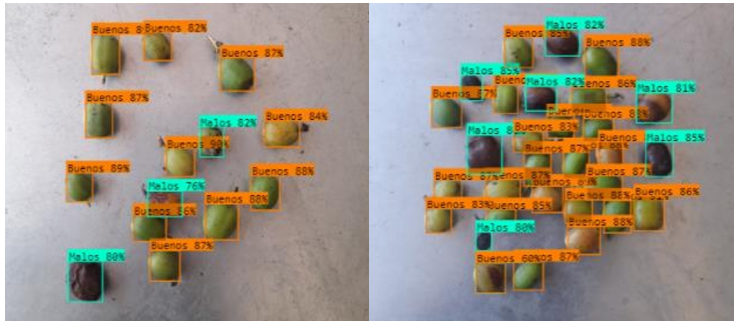 Buenos 82%
Buenos 87%
Buenos 87%
Malos 82%
Buenos 84%
Buenos 90%
Buenos 89%
Buenos 88%
Malos 76%
Buenos 88%
Buenos 86%
Buenos 87%
Malos 80%
Malos 82%
Buenos 85%
Buenos 88%
Malos 85%
Malos 82%
86%
Malos 81%
Buenos 83%
Malos 85%
Buenos 87%
Buenos 87%
Buenos 86%
Buenos 83%
Buenos 85%
Buenos 88%
88%
Malos 80%
Buenos 60%
87%